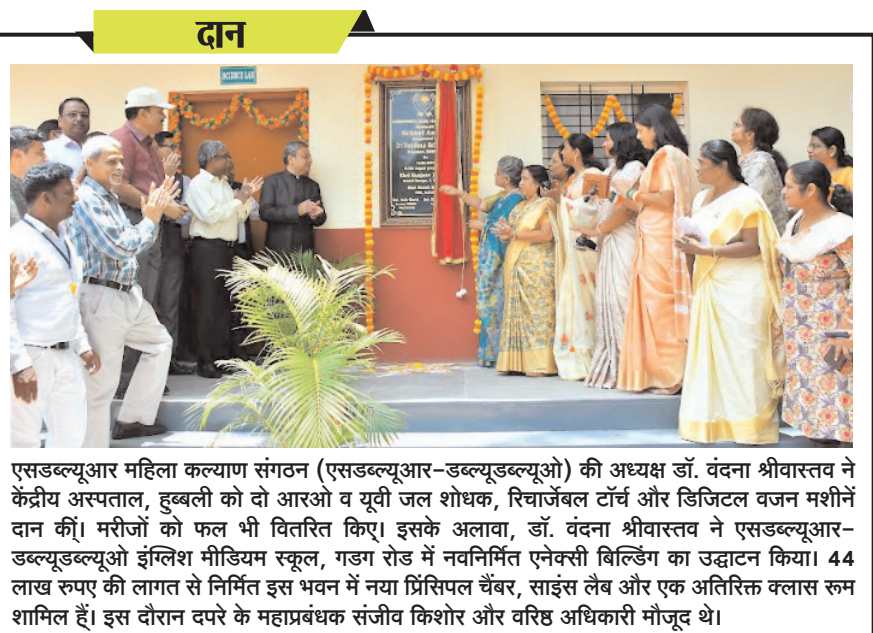 दान
SCIENCE LAB
एसडब्ल्यूआर महिला कल्याण संगठन (एसडब्ल्यूआर-डब्ल्यूडब्ल्यूओ) की अध्यक्ष डॉ. वंदना श्रीवास्तव ने
केंद्रीय अस्पताल, हुब्बली को दो आरओ व यूवी जल शोधक, रिचार्जेबल टॉर्च और डिजिटल वजन मशीनें
दान कीं। मरीजों को फल भी वितरित किए। इसके अलावा, डॉ. वंदना श्रीवास्तव ने एसडब्ल्यूआर-
डब्ल्यूडब्ल्यूओ इंग्लिश मीडियम स्कूल, गडग रोड में नवनिर्मित एनेक्सी बिल्डिंग का उद्घाटन किया। 44
लाख रुपए की लागत से निर्मित इस भवन में नया प्रिंसिपल चैंबर, साइंस लैब और एक अतिरिक्त क्लास रूम
शामिल हैं। इस दौरान दपरे के महाप्रबंधक संजीव किशोर और वरिष्ठ अधिकारी मौजूद थे।